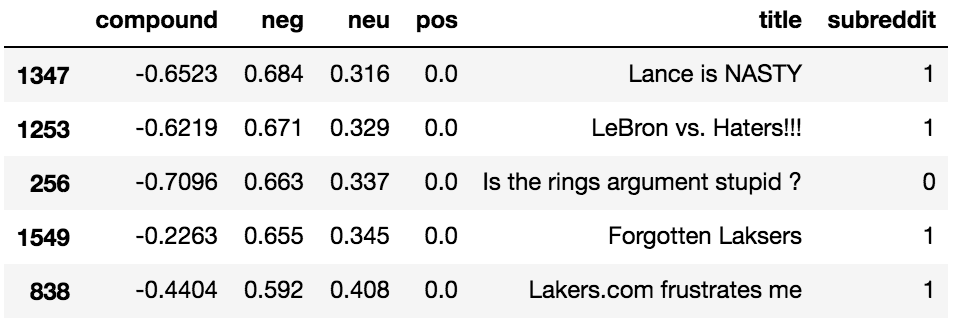 compound neg neu pos title subreddit
1347 -0.6523 0.684 0.316 0.0 Lance is NASTY 1
1253 -0.6219 0.671 0.329 0.0 LeBron vs. Haters!!! 1
256 -0.7096 0.663 0.337 0.0 Is the rings argument stupid ? 0
1549 -0.2263 0.655 0.345 0.0 Forgotten Laksers 1
838 -0.4404 0.592 0.408 0.0 Lakers.com frustrates me 1